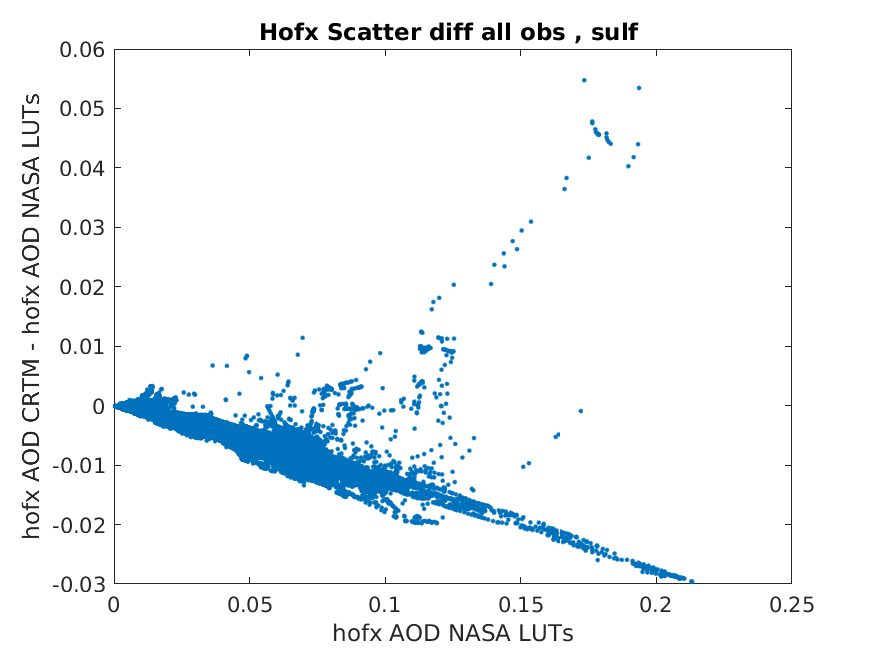 Hofx Scatter diff all obs , sulf
0.06
0.05
0.04
0.03
0.02
0.01
0
-0.01
-0.02
-0.03
hofx AOD CRTM - hofx AOD NASA LUTs
0 0.05 0.1 0.15 0.2 0.25
hofx AOD NASA LUTs